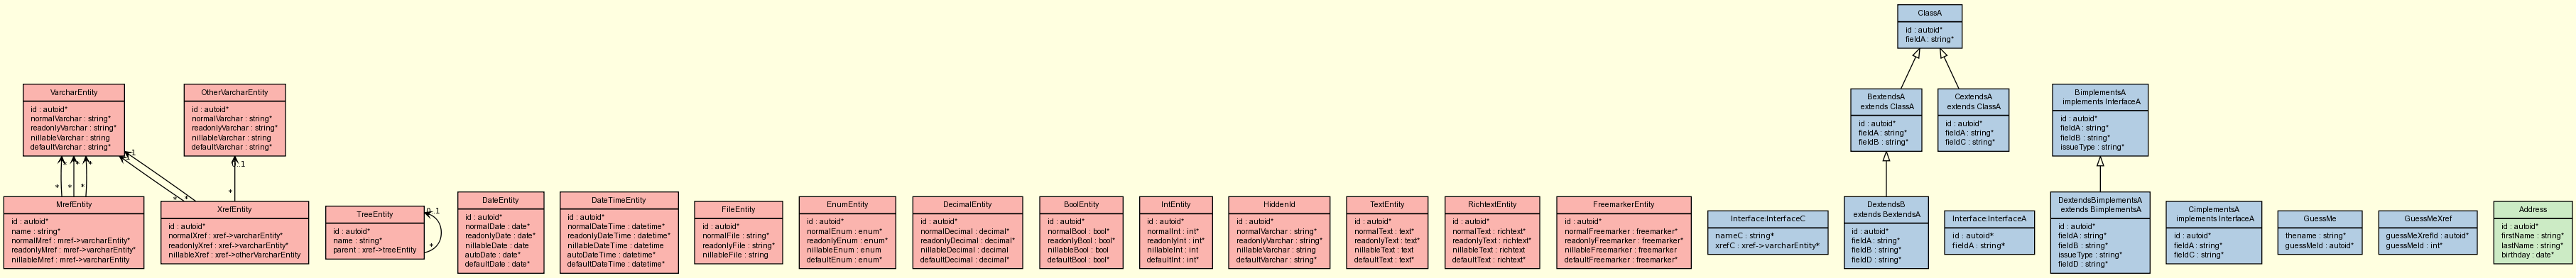 ClassA
id : autoid*
fieldA : string*
VarcharEntity
id : autoid*
normalVarchar : string*
readonlyVarchar : string*
nillableVarchar : string
defaultVarchar : string*
OtherVarcharEntity
id : autoid*
normalVarchar : string*
readonlyVarchar : string*
nillableVarchar : string
defaultVarchar : string*
BextendsA
extends ClassA
id : autoid*
fieldA : string*
fieldB : string*
CextendsA
extends ClassA
id : autoid*
fieldA : string*
fieldC : string*
BimplementsA
implements InterfaceA
id : autoid*
fieldA : string*
fieldB : string*
issueType : string*
* * *
* * *
1
* *
0..1
*
MrefEntity
id : autoid*
name : string*
normalMref : mref->varcharEntity*
readonlyMref : mref->varcharEntity*
nillableMref : mref->varcharEntity
XrefEntity
id : autoid*
normalXref : xref->varcharEntity*
readonlyXref : xref->varcharEntity*
nillableXref : xref->otherVarcharEntity
TreeEntity
id : autoid*
name : string*
parent : xref->treeEntity
0..1
*
DateEntity
id : autoid*
normalDate : date*
readonlyDate : date*
nillableDate : date
autoDate : date*
defaultDate : date*
DateTimeEntity
id : autoid*
normalDateTime : datetime*
readonlyDateTime : datetime*
nillableDateTime : datetime
autoDateTime : datetime*
defaultDateTime : datetime*
FileEntity
id : autoid*
normalFile : string*
readonlyFile : string*
nillableFile : string
EnumEntity
id : autoid*
normalEnum : enum*
readonlyEnum : enum*
nillableEnum : enum
defaultEnum : enum*
DecimalEntity
id : autoid*
normalDecimal : decimal*
readonlyDecimal : decimal*
nillableDecimal : decimal
defaultDecimal : decimal*
BoolEntity
id : autoid*
normalBool : bool*
readonlyBool : bool*
nillableBool : bool
defaultBool : bool*
IntEntity
id : autoid*
normalInt : int*
readonlyInt : int*
nillableInt : int
defaultInt : int*
HiddenId
id : autoid*
normalVarchar : string*
readonlyVarchar : string*
nillableVarchar : string
defaultVarchar : string*
TextEntity
id : autoid*
normalText : text*
readonlyText : text*
nillableText : text
defaultText : text*
RichtextEntity
id : autoid*
normalText : richtext*
readonlyText : richtext*
nillableText : richtext
defaultText : richtext*
FreemarkerEntity
id : autoid*
normalFreemarker : freemarker*
readonlyFreemarker : freemarker*
nillableFreemarker : freemarker
defaultFreemarker : freemarker*
Interface:InterfaceC
nameC : string*
xrefC : xref->varcharEntity*
DextendsB
extends BextendsA
id : autoid*
fieldA : string*
fieldB : string*
fieldD : string*
Interface:InterfaceA
id : autoid*
fieldA : string*
DextendsBimplementsA
extends BimplementsA
id : autoid*
fieldA : string*
fieldB : string*
issueType : string*
fieldD : string*
CimplementsA
implements InterfaceA
id : autoid*
fieldA : string*
fieldC : string*
GuessMe
thename : string*
guessMeId : autoid*
GuessMeXref
guessMeXrefId : autoid*
guessMeId : int*
Address
id : autoid*
firstName : string*
lastName : string*
birthday : date*